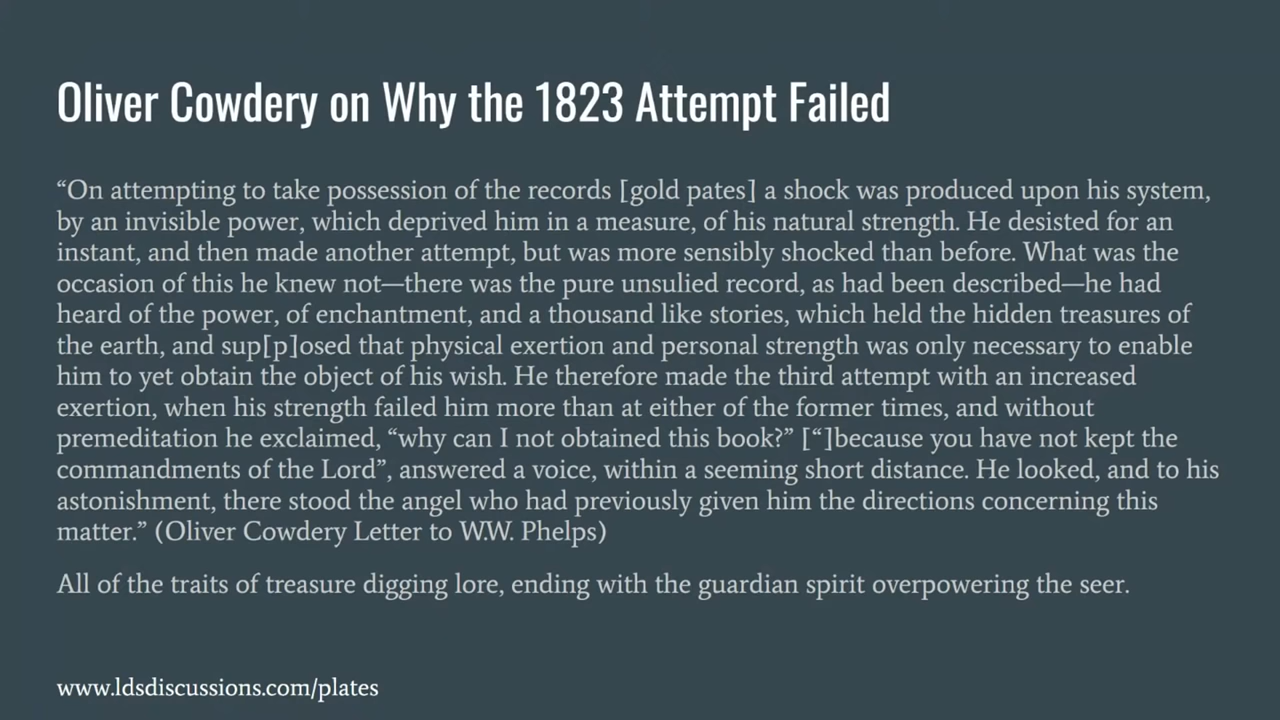 Oliver Cowdery on Why the 1823 Attempt Failed
“On attempting to take possession of the records [gold pates] a shock was produced upon his system,
by an invisible power, which deprived him in a measure, of his natural strength. He desisted for an
instant, and then made another attempt, but was more sensibly shocked than before. What was the
occasion of this he knew not—there was the pure unsulied record, as had been described—he had
heard of the power, of enchantment, and a thousand like stories, which held the hidden treasures of
the earth, and sup[p]osed that physical exertion and personal strength was only necessary to enable
him to yet obtain the object of his wish. He therefore made the third attempt with an increased
exertion, when his strength failed him more than at either of the former times, and without
premeditation he exclaimed, “why can I not obtained this book?” [“]because you have not kept the
commandments of the Lord”, answered a voice, within a seeming short distance. He looked, and to his
astonishment, there stood the angel who had previously given him the directions concerning this
matter.” (Oliver Cowdery Letter to W.W. Phelps)
All of the traits of treasure digging lore, ending with the guardian spirit overpowering the seer.
www.ldsdiscussions.com/plates